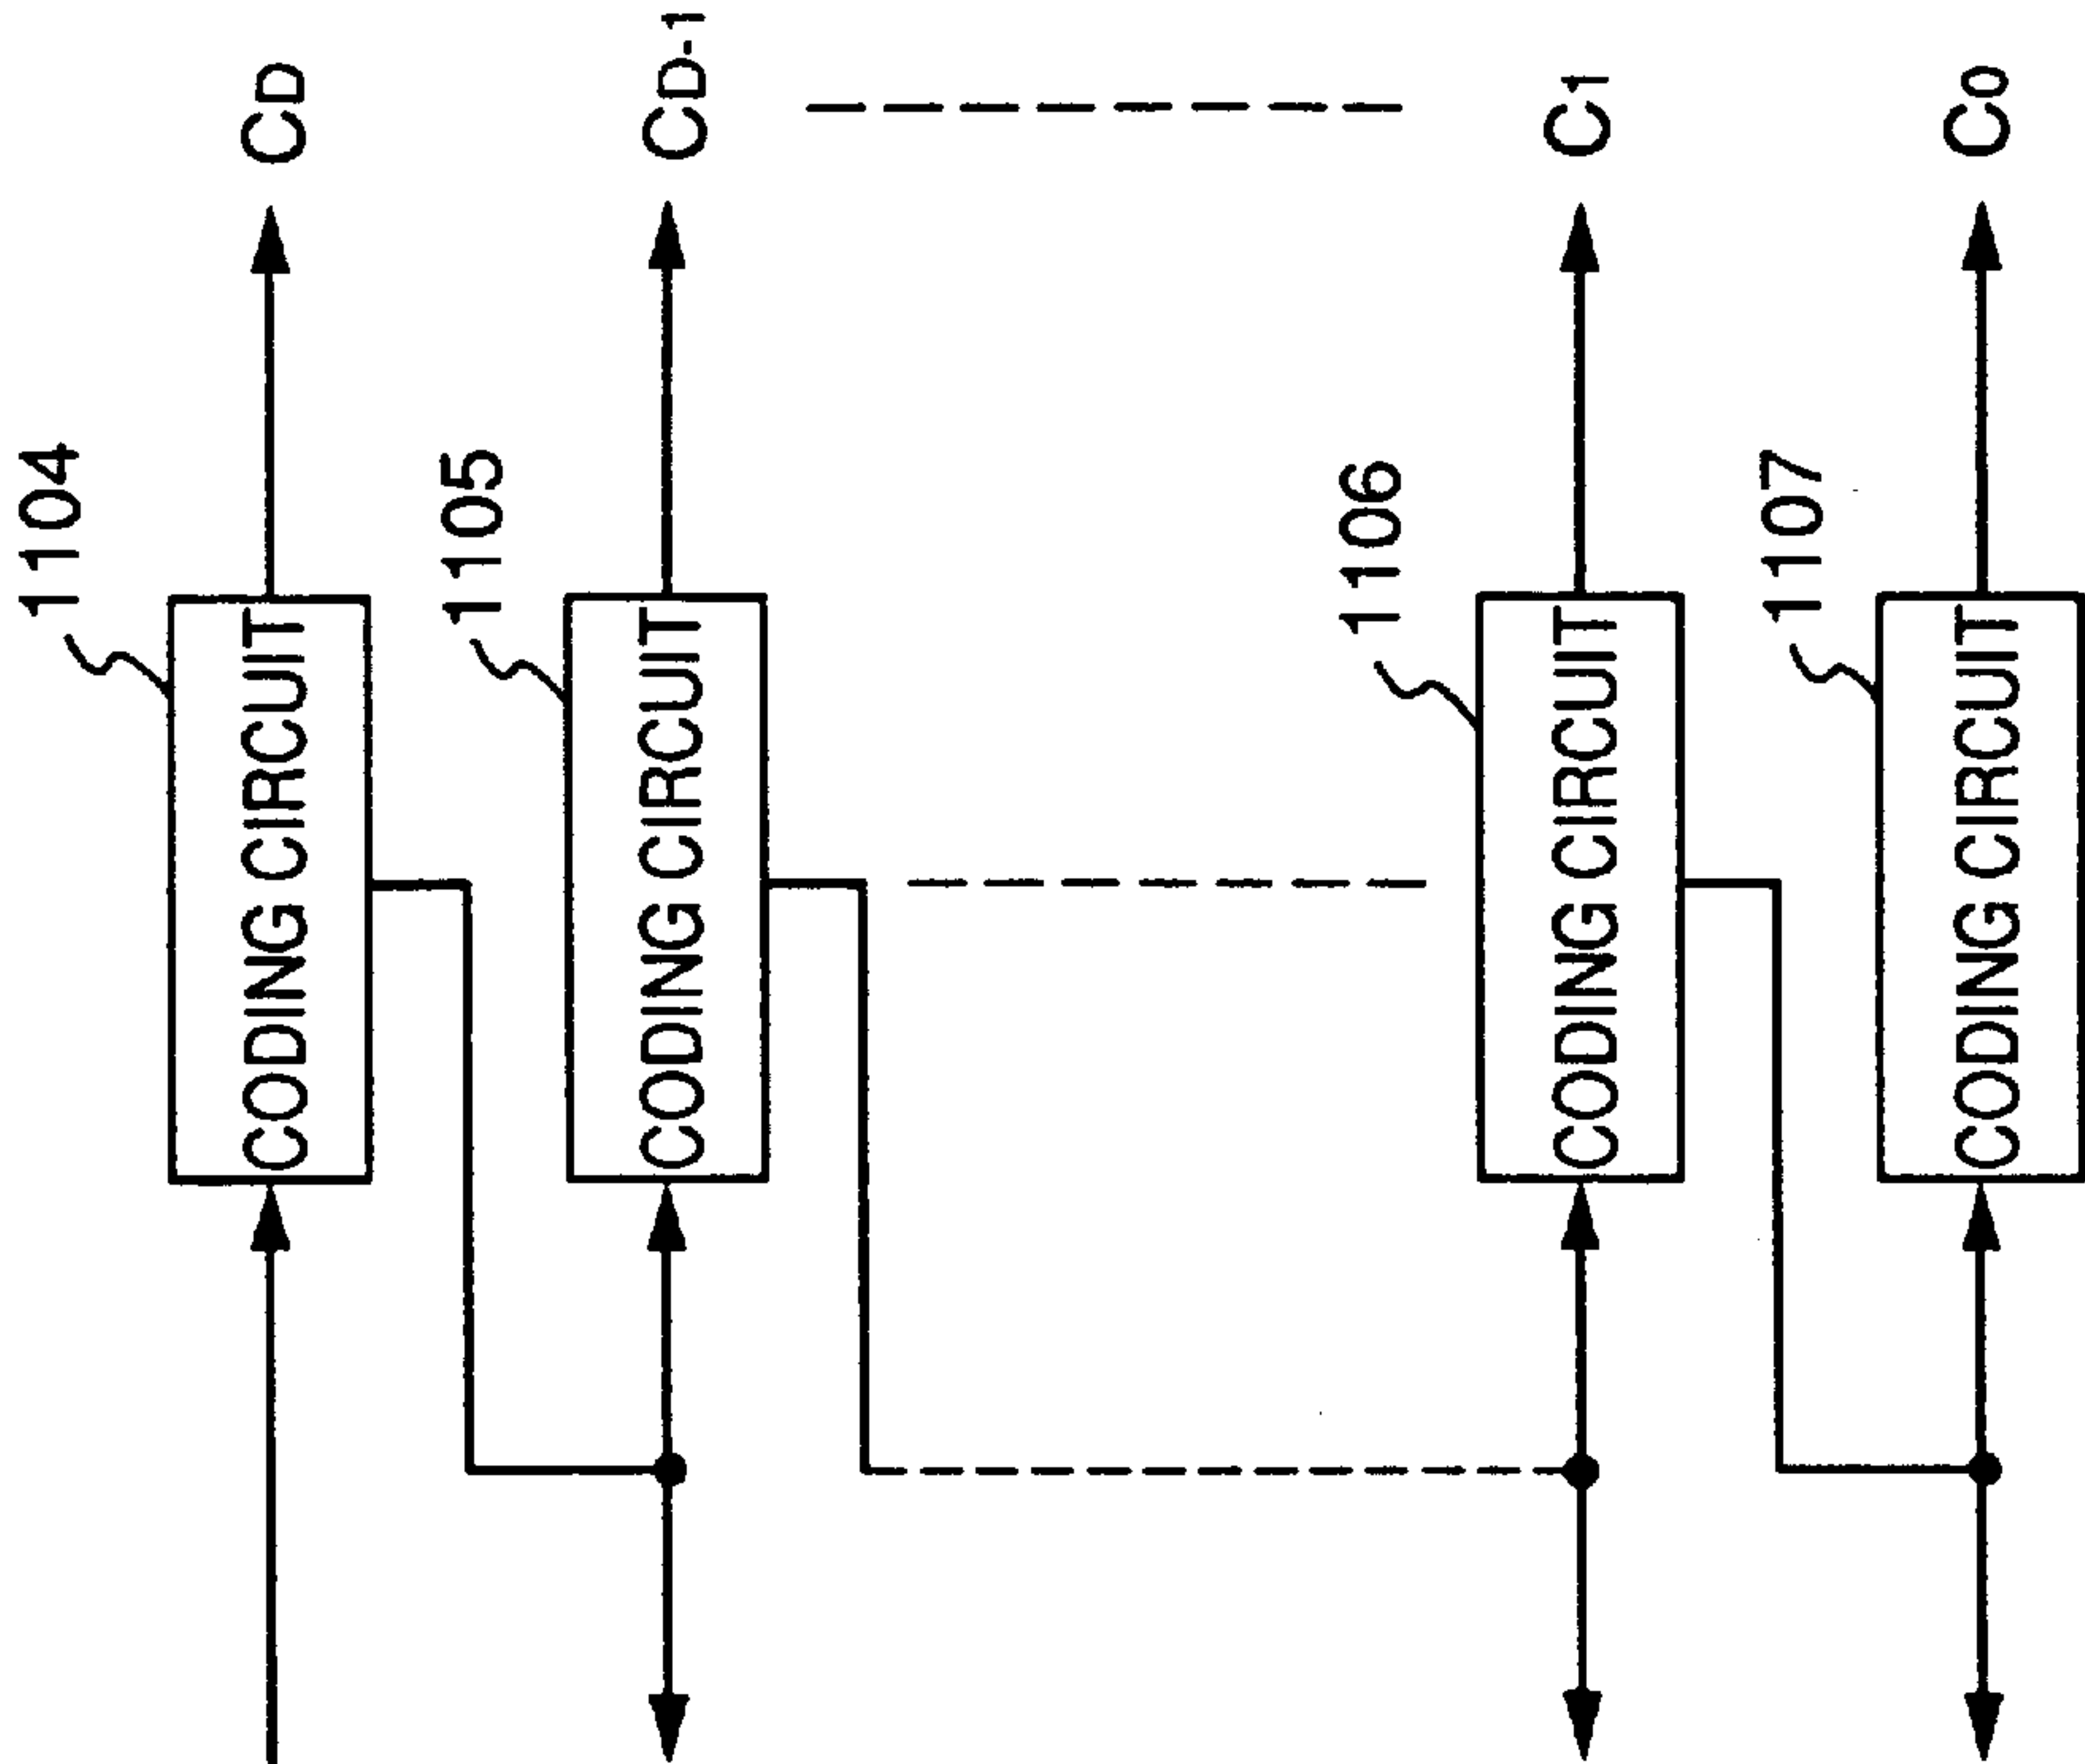 1104
CODING CIRCUIT
CD
1105
CODING CIRCUIT
CD-1
1106
CODING CIRCUIT
C1
1107
CODING CIRCUIT
C0